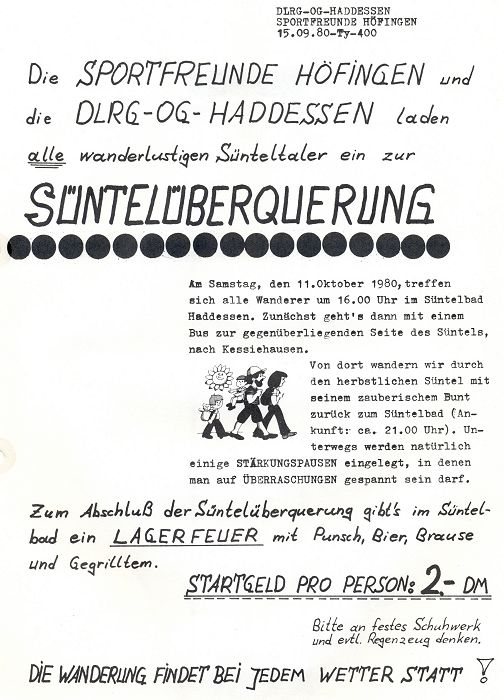 DLRG-OG-HADDESSEN
SPORTFREUNDE HÖFINGEN
15.09.80-Ty-400
Die SPORTFREUNDE HÖFINGEN und
die DLRG-OG-HADDESSEN laden
alle wanderlustigen Sünteltaler ein zur
SÜNTELÜBERQUERUNG
Am Samstag, den 11.Oktober 1980,treffen
sich alle Wanderer um 16.00 Uhr im Süntelbad
Haddessen. Zunächst geht's dann mit einem
Bus zur gegenüberliegenden Seite des Süntels,
nach Kessiehausen.
Von dort wandern wir durch
den herbstlichen Süntel mit
seinem zauberischem Bunt
zurück zum Süntelbad (An-
kunft: ca. 21.00 Uhr). Un-
terwegs werden natürlich
einige STÄRKUNGSPAUSEN eingelegt, in denen
man auf ÜBERRASCHUNGEN gespannt sein darf.
Zum Abschluß der Süntelüberquerung gibt's im Süntel-
bad ein LAGERFEUER mit Punsch, Bier, Brause
und Gegrilltem.
STARTGELD PRO PERSON: 2.- DM
Bitte an festes Schuhwerk
und evtl. Regenzeug denken.
DIE WANDERUNG FINDET BEI JEDEM WETTER STATT !